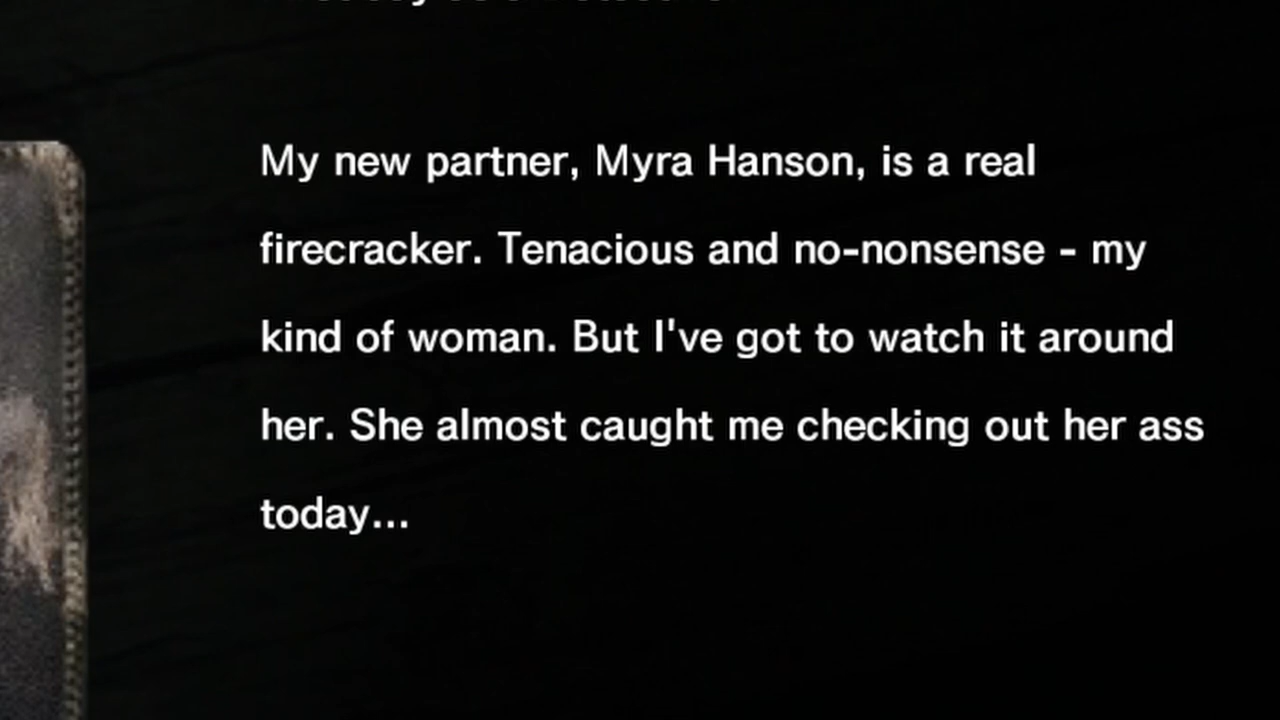 My new partner, Myra Hanson, is a real
firecracker. Tenacious and no-nonsense - my
kind of woman. But I've got to watch it around
her. She almost caught me checking out her ass
today...